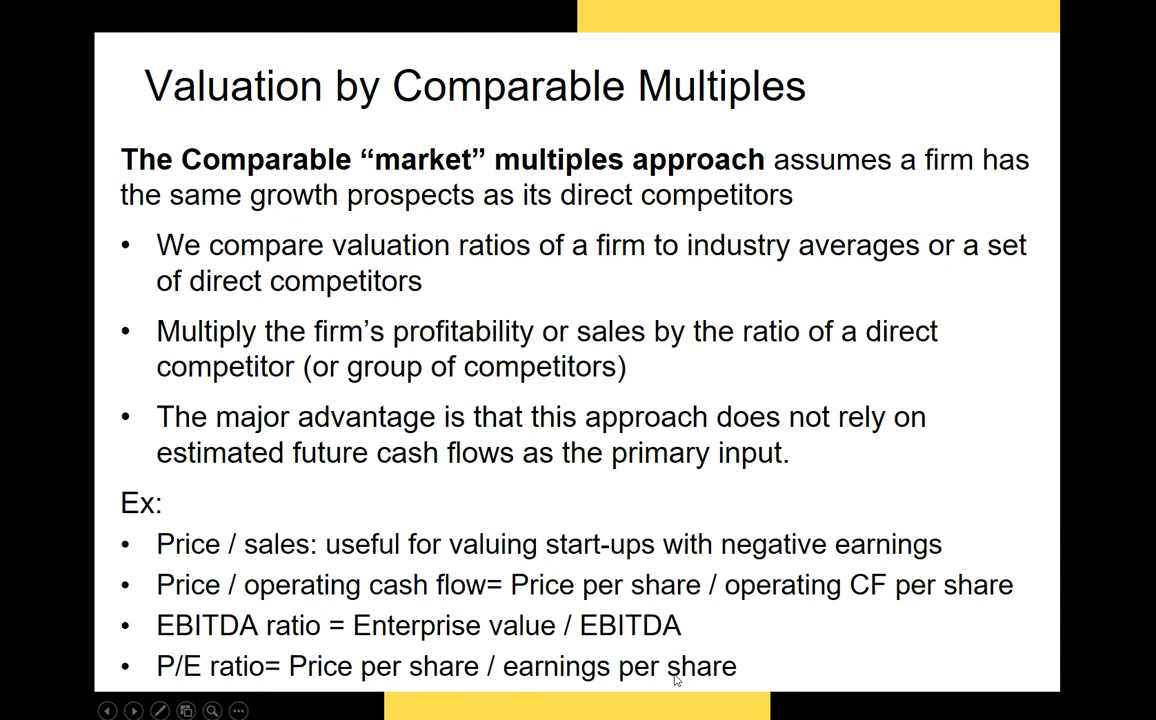 Valuation by Comparable Multiples
The Comparable “market” multiples approach assumes a firm has
the same growth prospects as its direct competitors
• We compare valuation ratios of a firm to industry averages or a set
of direct competitors
• Multiply the firm’s profitability or sales by the ratio of a direct
competitor (or group of competitors)
• The major advantage is that this approach does not rely on
estimated future cash flows as the primary input.
Ex:
• Price / sales: useful for valuing start-ups with negative earnings
• Price / operating cash flow= Price per share / operating CF per share
• EBITDA ratio = Enterprise value / EBITDA
• P/E ratio= Price per share / earnings per share